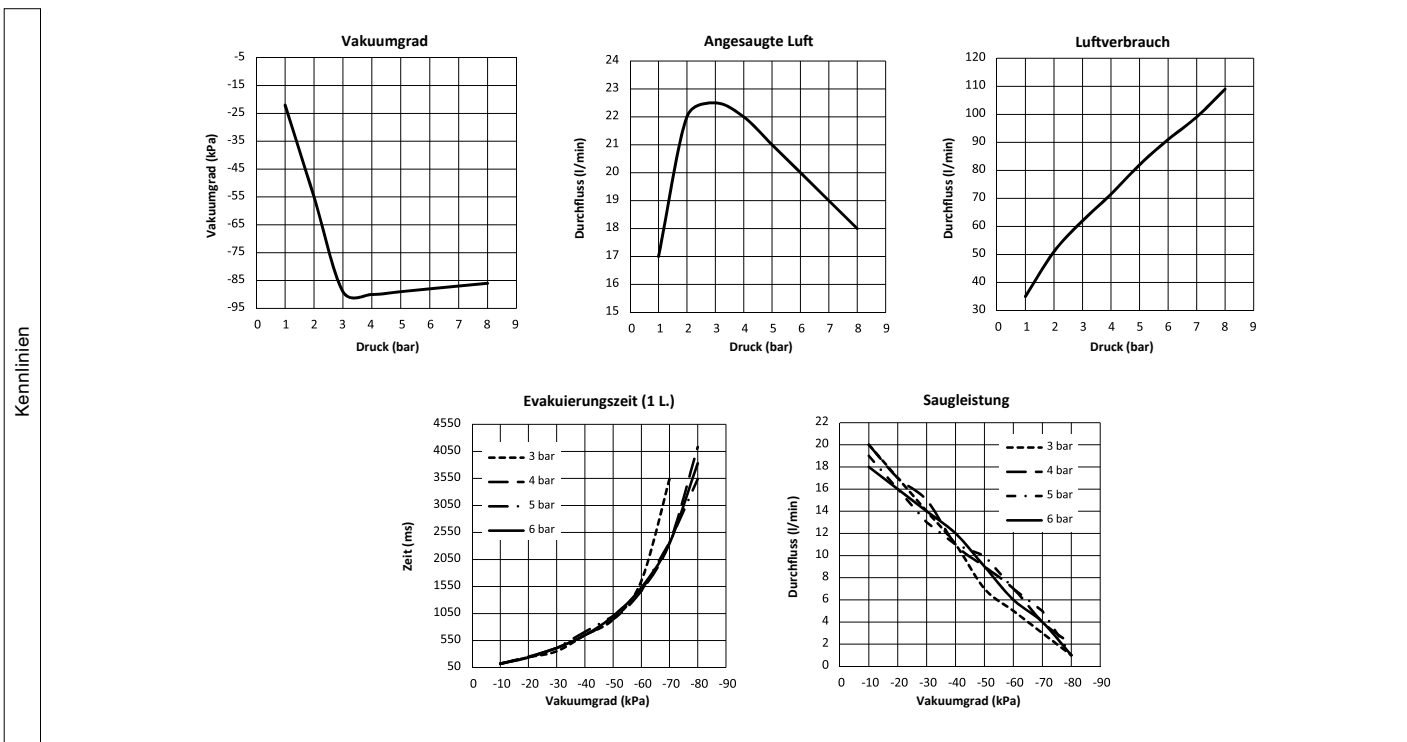 Kennlinien
Vakuumgrad
-5
-15
-25
-35
-45
-55
-65
-75
-85
-95
Vakuumgrad (kPa)
0 1 2 3 4 5 6 7 8 9
Druck (bar)
Angesaugte Luft
24
23
22
21
20
19
18
17
16
15
Durchfluss (l/min)
0 1 2 3 4 5 6 7 8 9
Druck (bar)
Luftverbrauch
120
110
100
90
80
70
60
50
40
30
Durchfluss (l/min)
0 1 2 3 4 5 6 7 8 9
Druck (bar)
Evakuierungszeit (1 L.)
4550
4050
3550
3050
2550
2050
1550
1050
550
50
Zeit (ms)
3 bar
4 bar
5 bar
6 bar
0 -10 -20 -30 -40 -50 -60 -70 -80 -90
Vakuumgrad (kPa)
Saugleistung
22
20
18
16
14
12
10
8
6
4
2
0
Durchfluss (l/min)
3 bar
4 bar
5 bar
6 bar
0 -10 -20 -30 -40 -50 -60 -70 -80 -90
Vakuumgrad (kPa)